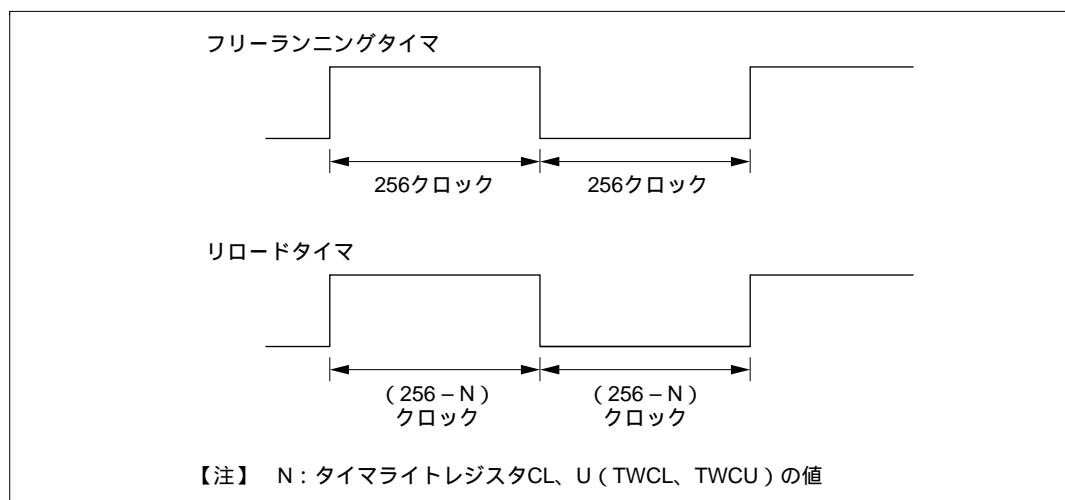 フリーランニングタイマ
256クロック 256クロック
リロードタイマ
(256 – N) (256 – N)
クロック クロック
【注】 N:タイマライトレジスタCL、U(TWCL、TWCU)の値